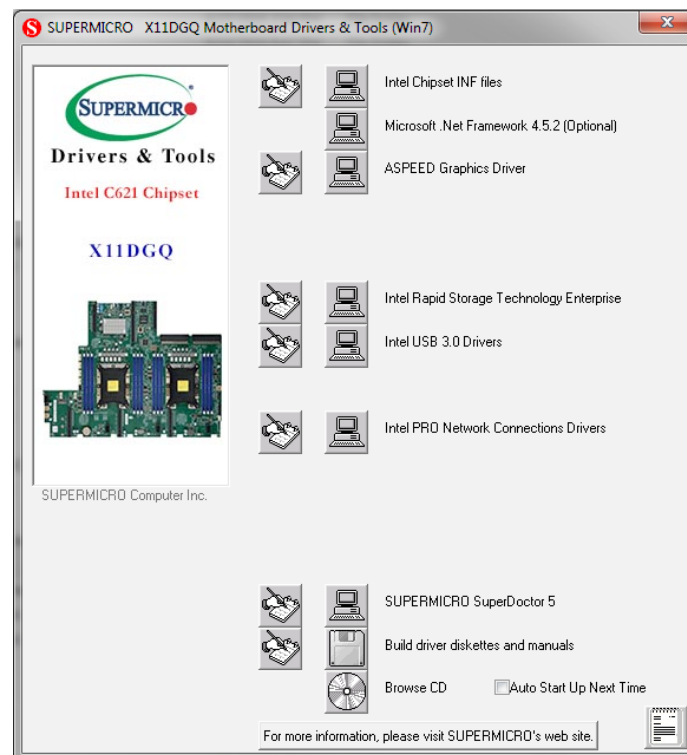 SUPERMICRO X11DGQ Motherboard Drivers & Tools (Win7)
SUPERMICRO
Drivers & Tools
Intel C621 Chipset
X11DGQ
SUPERMICRO Computer Inc.
Intel Chipset INF files
Microsoft .Net Framework 4.5.2 (Optional)
ASPEED Graphics Driver
Intel Rapid Storage Technology Enterprise
Intel USB 3.0 Drivers
Intel PRO Network Connections Drivers
SUPERMICRO SuperDoctor 5
Build driver diskettes and manuals
Browse CD
Auto Start Up Next Time
For more information, please visit SUPERMICRO's web site.